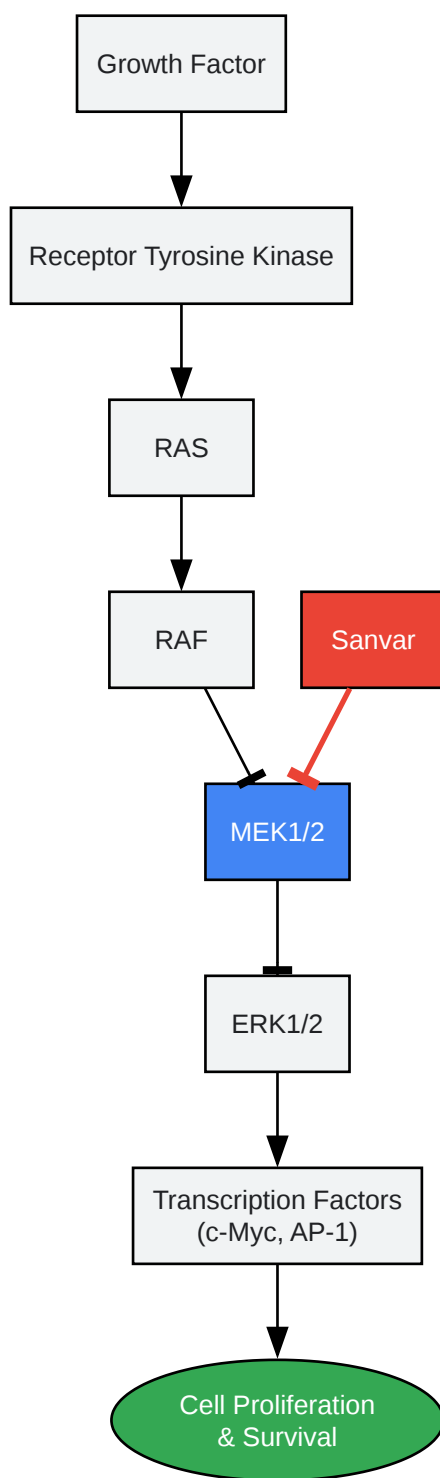 Growth Factor
Receptor Tyrosine Kinase
RAS
RAF
Sanvar
MEK1/2
ERK1/2
Transcription Factors
(c-Myc, AP-1)
Cell Proliferation
& Survival